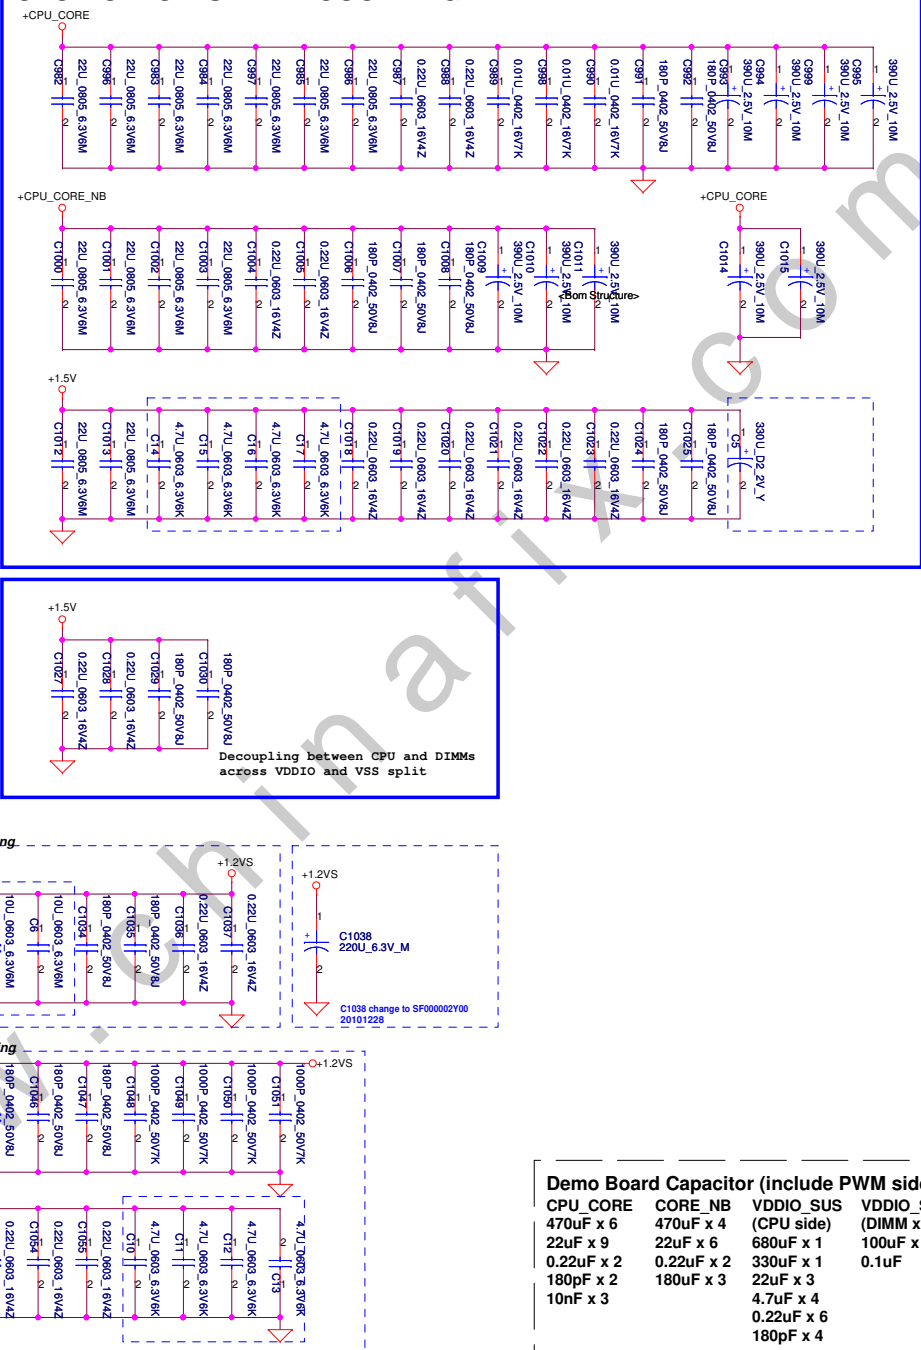 +CPU_CORE
C982 22U_0805_6.3V6M
C996 22U_0805_6.3V6M
C983 22U_0805_6.3V6M
C984 22U_0805_6.3V6M
C997 22U_0805_6.3V6M
C985 22U_0805_6.3V6M
C986 22U_0805_6.3V6M
C987 0.22U_0603_16V4Z
C988 0.22U_0603_16V4Z
C989 0.01U_0402_16V7K
C998 0.01U_0402_16V7K
C990 0.01U_0402_16V7K
C991 180P_0402_50V8J
C992 180P_0402_50V8J
C993 390U_2.5V_10M
C994 390U_2.5V_10M
C999 390U_2.5V_10M
C995 390U_2.5V_10M
+CPU_CORE_NB
C1000 22U_0805_6.3V6M
C1001 22U_0805_6.3V6M
C1002 22U_0805_6.3V6M
C1003 22U_0805_6.3V6M
C1004 0.22U_0603_16V4Z
C1005 0.22U_0603_16V4Z
C1006 180P_0402_50V8J
C1007 180P_0402_50V8J
C1008 180P_0402_50V8J
C1009 390U_2.5V_10M
C1010 390U_2.5V_10M
C1011 390U_2.5V_10M
<Bom Structure>
+CPU_CORE
C1014 390U_2.5V_10M
C1015 390U_2.5V_10M
+1.5V
C1012 22U_0805_6.3V6M
C1013 22U_0805_6.3V6M
C14 4.7U_0603_6.3V6K
C15 4.7U_0603_6.3V6K
C16 4.7U_0603_6.3V6K
C17 4.7U_0603_6.3V6K
C1018 0.22U_0603_16V4Z
C1019 0.22U_0603_16V4Z
C1020 0.22U_0603_16V4Z
C1021 0.22U_0603_16V4Z
C1022 0.22U_0603_16V4Z
C1023 0.22U_0603_16V4Z
C1024 180P_0402_50V8J
C1025 180P_0402_50V8J
C5 330U_D2_2V_Y
+1.5V
C1027 0.22U_0603_16V4Z
C1028 0.22U_0603_16V4Z
C1029 180P_0402_50V8J
C1030 180P_0402_50V8J
Decoupling between CPU and DIMMs
across VDDIO and VSS split
ng
+1.2VS
10U_0603_6.3V6M
C6 10U_0603_6.3V6M
C1034 180P_0402_50V8J
C1035 180P_0402_50V8J
C1036 0.22U_0603_16V4Z
C1037 0.22U_0603_16V4Z
+1.2VS
C1038
220U_6.3V_M
C1038 change to SF000002Y00
20101228
ng
+1.2VS
180P_0402_50V8J
C1046 180P_0402_50V8J
C1047 180P_0402_50V8J
C1048 1000P_0402_50V7K
C1049 1000P_0402_50V7K
C1050 1000P_0402_50V7K
C1051 1000P_0402_50V7K
0.22U_0603_16V4Z
C1054 0.22U_0603_16V4Z
C1055 0.22U_0603_16V4Z
C10 4.7U_0603_6.3V6K
C11 4.7U_0603_6.3V6K
C12 4.7U_0603_6.3V6K
C13 4.7U_0603_6.3V6K
Demo Board Capacitor (include PWM side
CPU_CORE CORE_NB VDDIO_SUS VDDIO_S
470uF x 6 470uF x 4 (CPU side) (DIMM x
22uF x 9 22uF x 6 680uF x 1 100uF x
0.22uF x 2 0.22uF x 2 330uF x 1 0.1uF
180pF x 2 180uF x 3 22uF x 3
10nF x 3 4.7uF x 4
0.22uF x 6
180pF x 4
w.chinafix.com